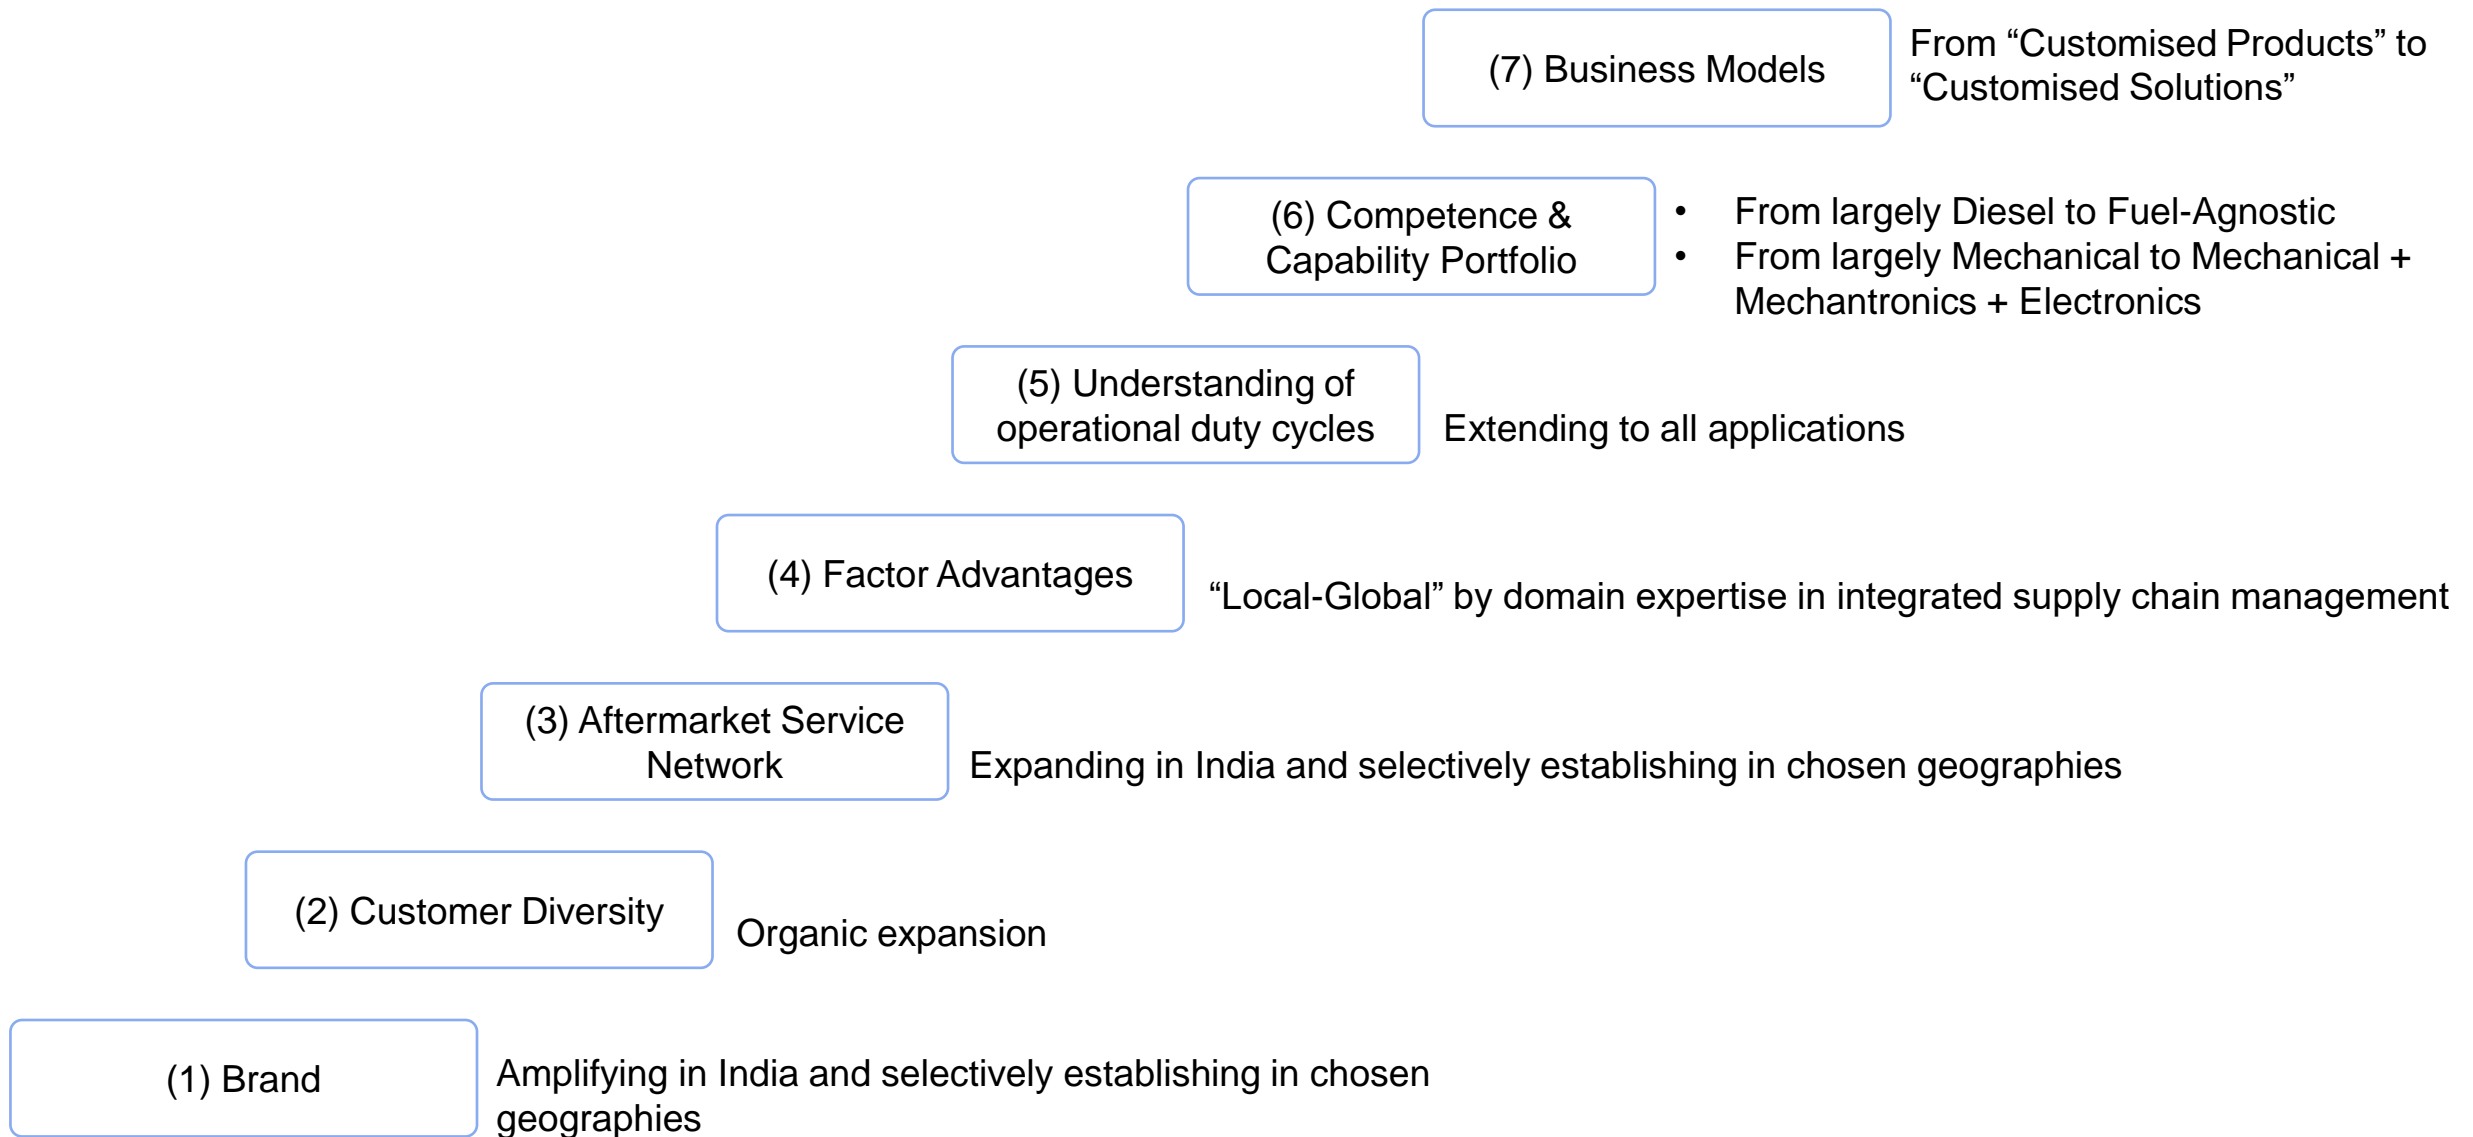 (7) Business Models
From “Customised Products” to
“Customised Solutions”
(6) Competence &
Capability Portfolio
• From largely Diesel to Fuel-Agnostic
• From largely Mechanical to Mechanical +
Mechantronics + Electronics
(5) Understanding of
operational duty cycles
Extending to all applications
(4) Factor Advantages
“Local-Global” by domain expertise in integrated supply chain management
(3) Aftermarket Service
Network
Expanding in India and selectively establishing in chosen geographies
(2) Customer Diversity
Organic expansion
(1) Brand
Amplifying in India and selectively establishing in chosen
geographies